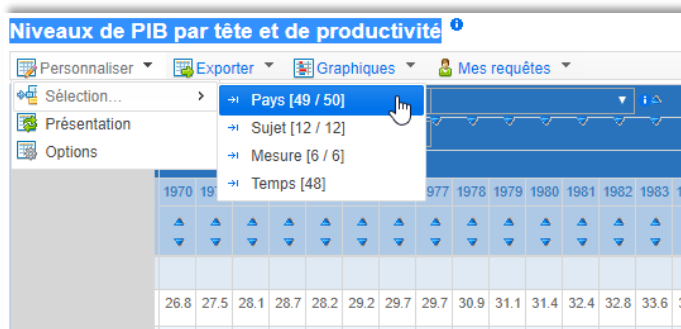 Niveaux de PIB par tête et de productivité
Personnaliser Exporter Graphiques Mes requêtes
Sélection...
Pays [49 / 50]
Présentation
Sujet [12 / 12]
Options
Mesure [6 / 6]
Temps [48]
1970 197 977 1978 1979 1980 1981 1982 1983
26.8 27.5 28.1 28.7 28.2 29.2 29.7 29.7 30.9 31.1 31.4 32.4 32.8 33.6